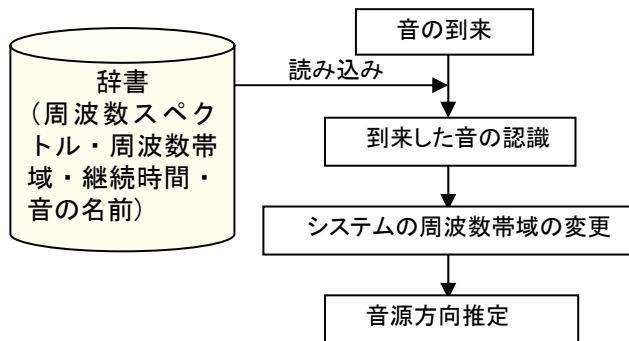 音の到来
読み込み
辞書
（周波数スペク
トル・周波数帯
域・継続時間・
音の名前）
到来した音の認識
システムの周波数帯域の変更
音源方向推定